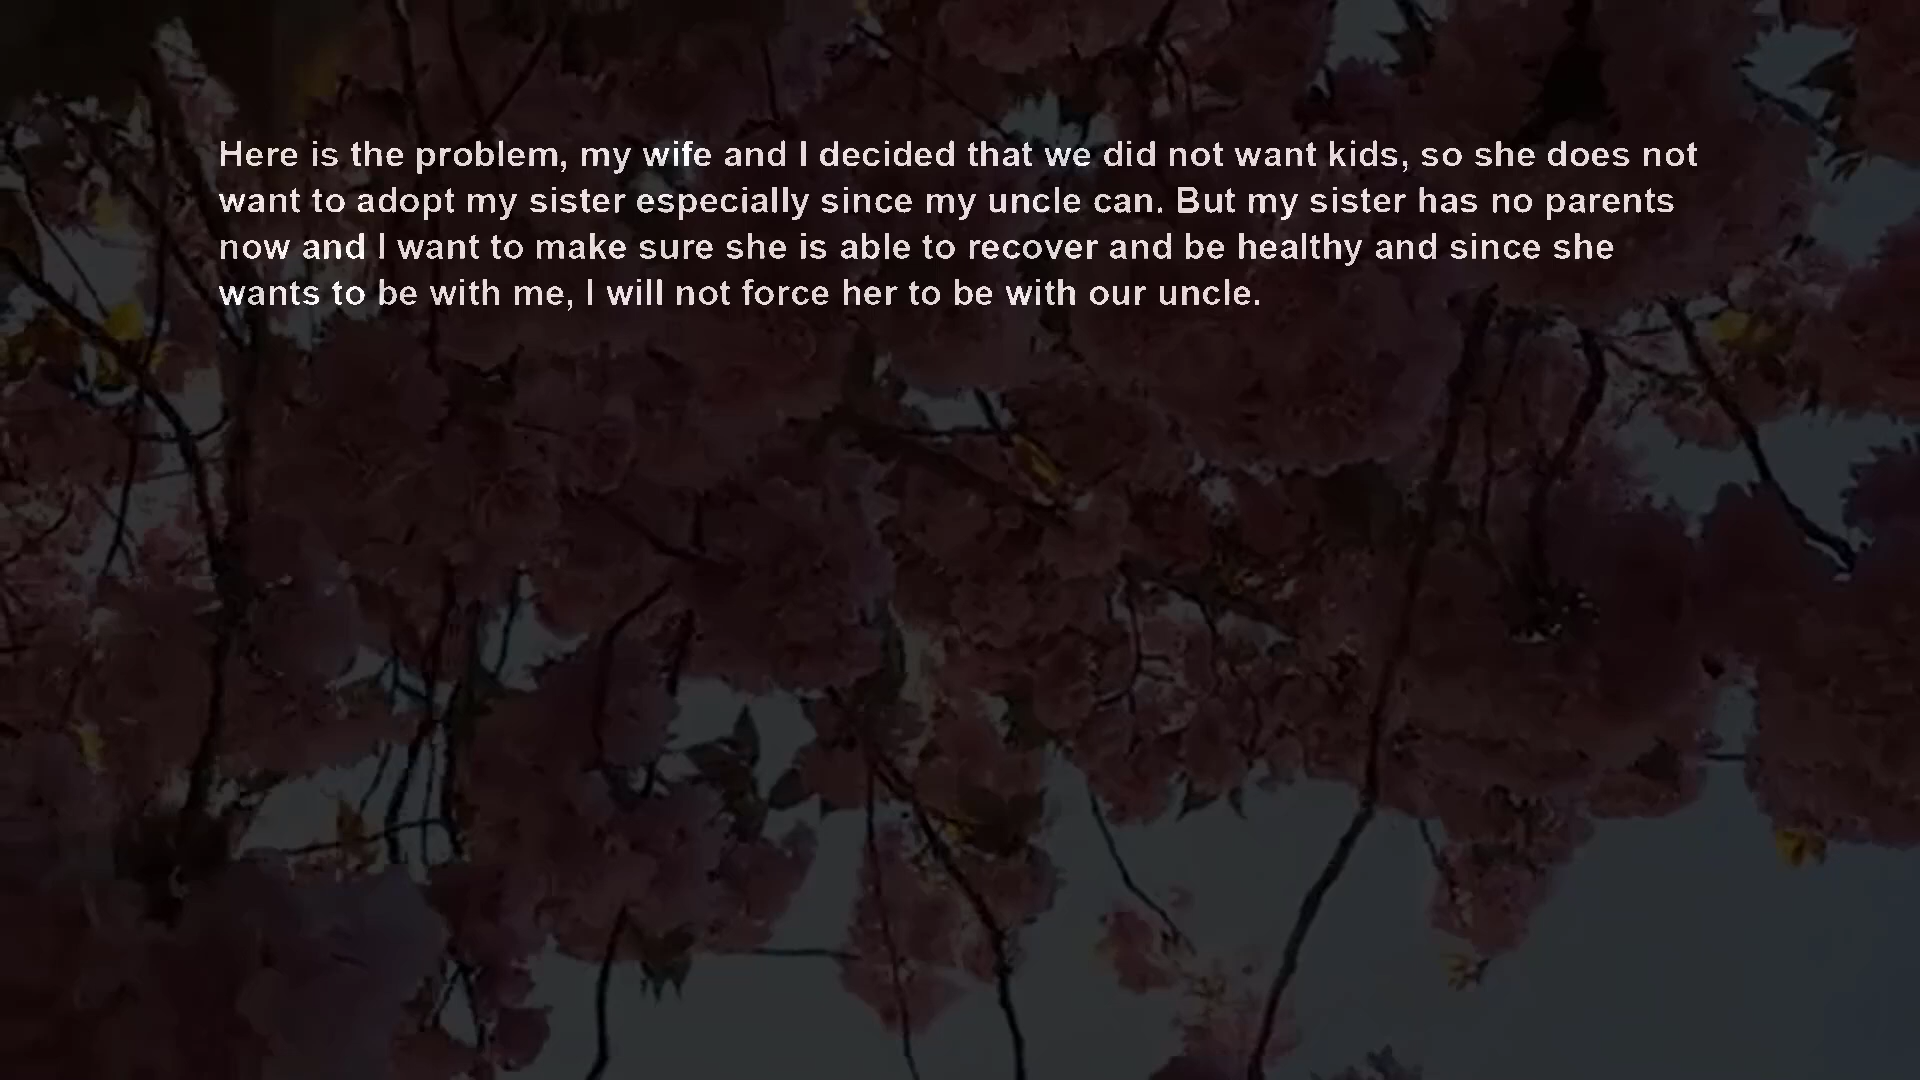 Here is the problem, my wife and I decided that we did not want kids, so she does not
want to adopt my sister especially since my uncle can. But my sister has no parents
now and I want to make sure she is able to recover and be healthy and since she
wants to be with me, I will not force her to be with our uncle.